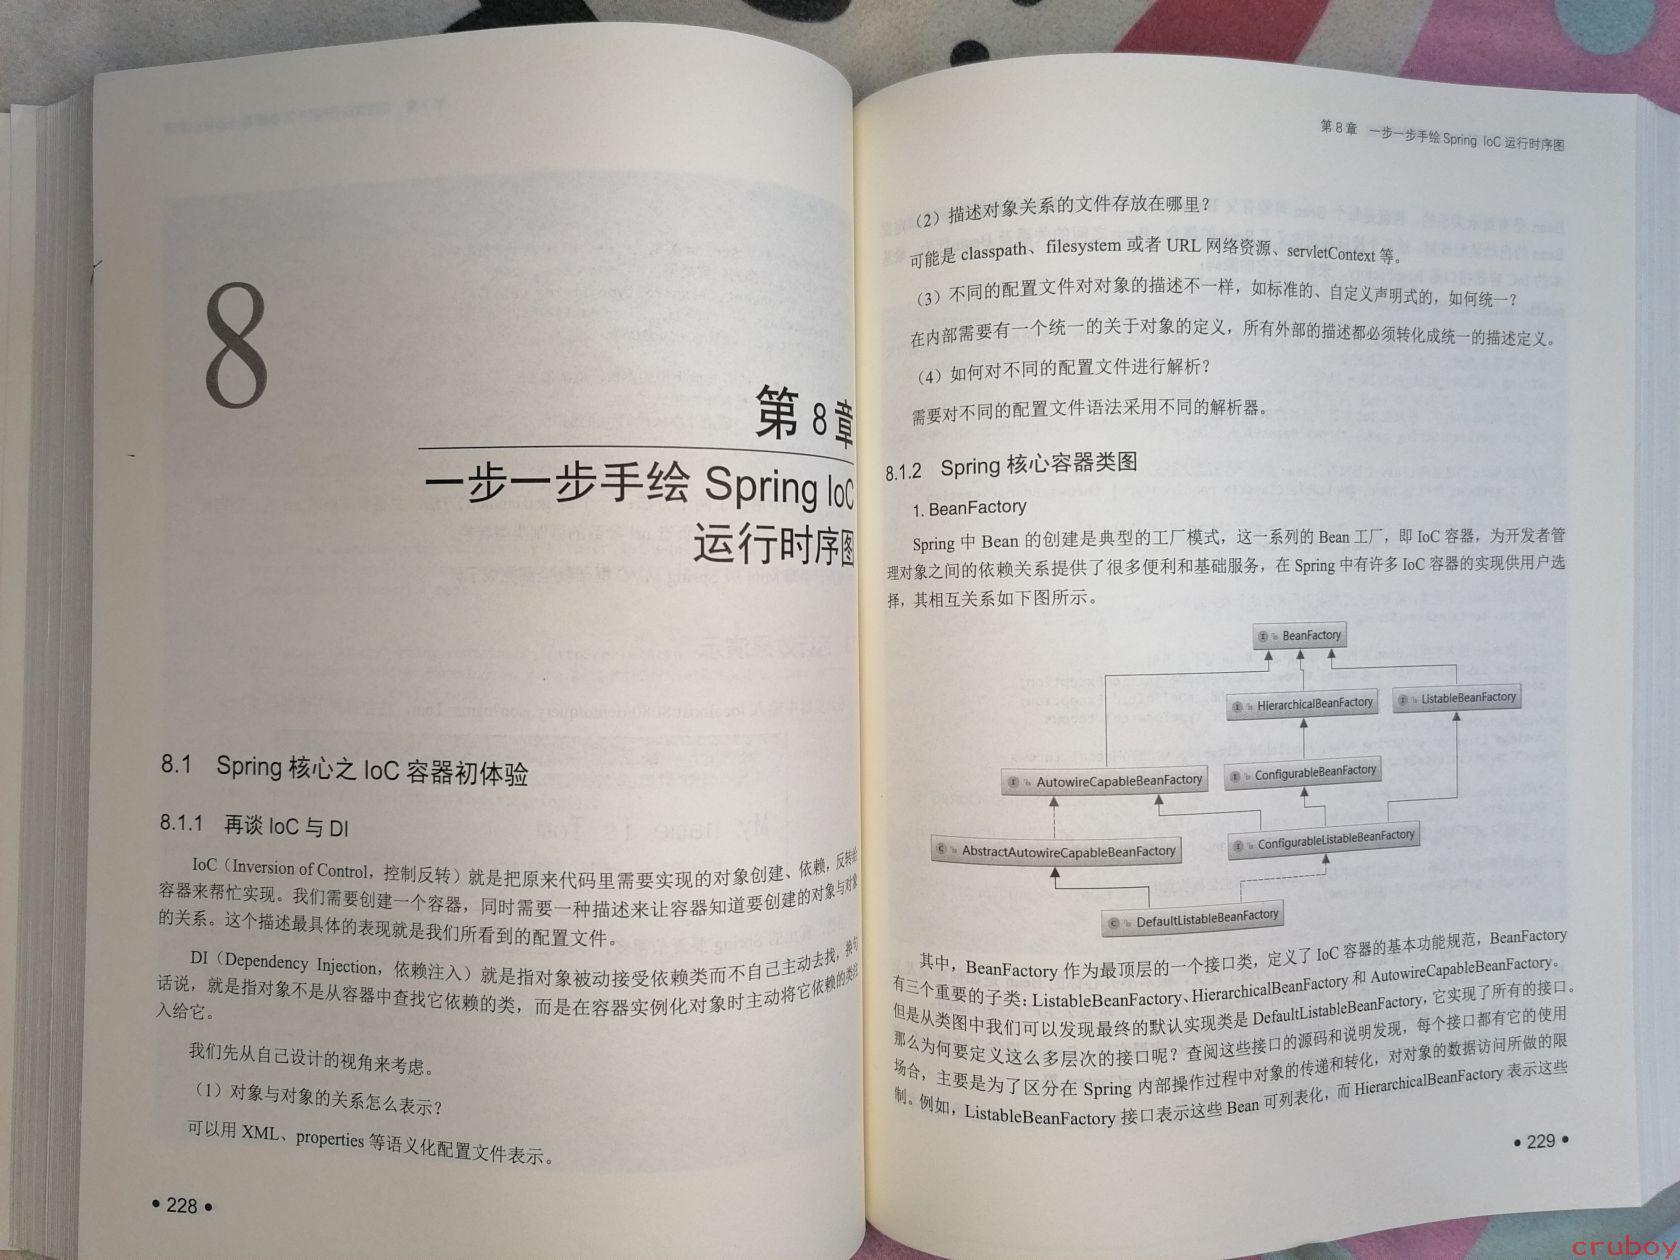 8
第 8 章
一步一步手绘 Spring IoC
运行时序图
8.1 Spring 核心之 IoC 容器初体验
8.1.1 再谈 IoC 与 DI
IoC（Inversion of Control，控制反转）就是把原来代码里需要实现的对象创建、依赖，反转给
容器来帮忙实现。我们需要创建一个容器，同时需要一种描述来让容器知道要创建的对象与对象
的关系。这个描述最具体的表现就是我们所看到的配置文件。
DI（Dependency Injection，依赖注入）就是指对象被动接受依赖类而不自己主动去找，换句
话说，就是指对象不是从容器中查找它依赖的类，而是在容器实例化对象时主动将它依赖的类注
入给它。
我们先从自己设计的视角来考虑。
（1）对象与对象的关系怎么表示？
可以用 XML、properties 等语义化配置文件表示。
• 228 •
第 8 章 一步一步手绘 Spring IoC 运行时序图
（2）描述对象关系的文件存放在哪里？
可能是 classpath、filesystem 或者 URL 网络资源、servletContext 等。
（3）不同的配置文件对对象的描述不一样，如标准的、自定义声明式的，如何统一？
在内部需要有一个统一的关于对象的定义，所有外部的描述都必须转化成统一的描述定义。
（4）如何对不同的配置文件进行解析？
需要对不同的配置文件语法采用不同的解析器。
8.1.2 Spring 核心容器类图
1. BeanFactory
Spring 中 Bean 的创建是典型的工厂模式，这一系列的 Bean 工厂，即 IoC 容器，为开发者管
理对象之间的依赖关系提供了很多便利和基础服务，在 Spring 中有许多 IoC 容器的实现供用户选
择，其相互关系如下图所示。
BeanFactory
HierarchicalBeanFactory
ListableBeanFactory
AutowireCapableBeanFactory
ConfigurableBeanFactory
AbstractAutowireCapableBeanFactory
ConfigurableListableBeanFactory
DefaultListableBeanFactory
其中，BeanFactory 作为最顶层的一个接口类，定义了 IoC 容器的基本功能规范，BeanFactory
有三个重要的子类：ListableBeanFactory、HierarchicalBeanFactory 和 AutowireCapableBeanFactory。
但是从类图中我们可以发现最终的默认实现类是 DefaultListableBeanFactory，它实现了所有的接口。
那么为何要定义这么多层次的接口呢？查阅这些接口的源码和说明发现，每个接口都有它的使用
场合，主要是为了区分在 Spring 内部操作过程中对象的传递和转化，对对象的数据访问所做的限
制。例如，ListableBeanFactory 接口表示这些 Bean 可列表化，而 HierarchicalBeanFactory 表示这些
• 229 •
cruboy